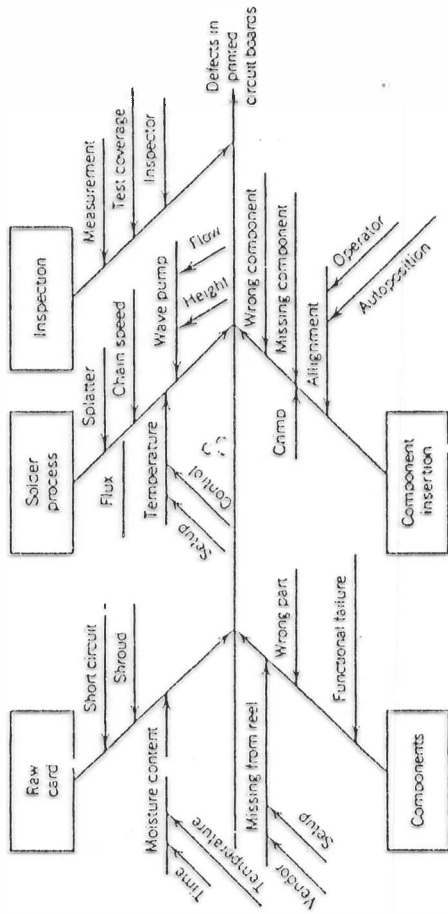 Raw
card
Short circuit
Shroud
Moisture content
Time
Temperature
Solder
process
Splatter
Chain speed
Flux
Wave pump
Flow
Height
Temperature
Setup
Control
Inspection
Measurement
Test coverage
Inspector
Defects in
printed
circuit boards
Components
Missing from reel
Vendor
Setup
Wrong part
Functional failure
Component
insertion
Wrong component
Missing component
Crimp
Allignment
Operator
Autoposition